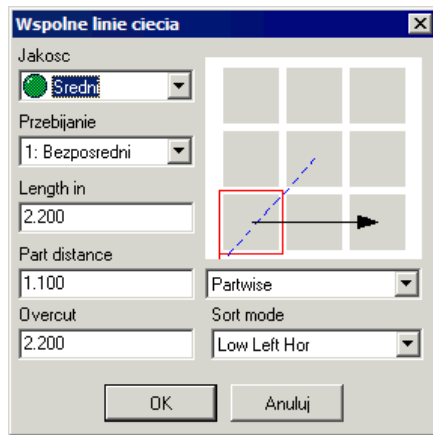 Wspolne linie ciecia
Jakosc
Sredni
Przebijanie
1: Bezposredni
Length in
2.200
Part distance
1.100
Partwise
Overcut
2.200
Sort mode
Low Left Hor
OK
Anuluj